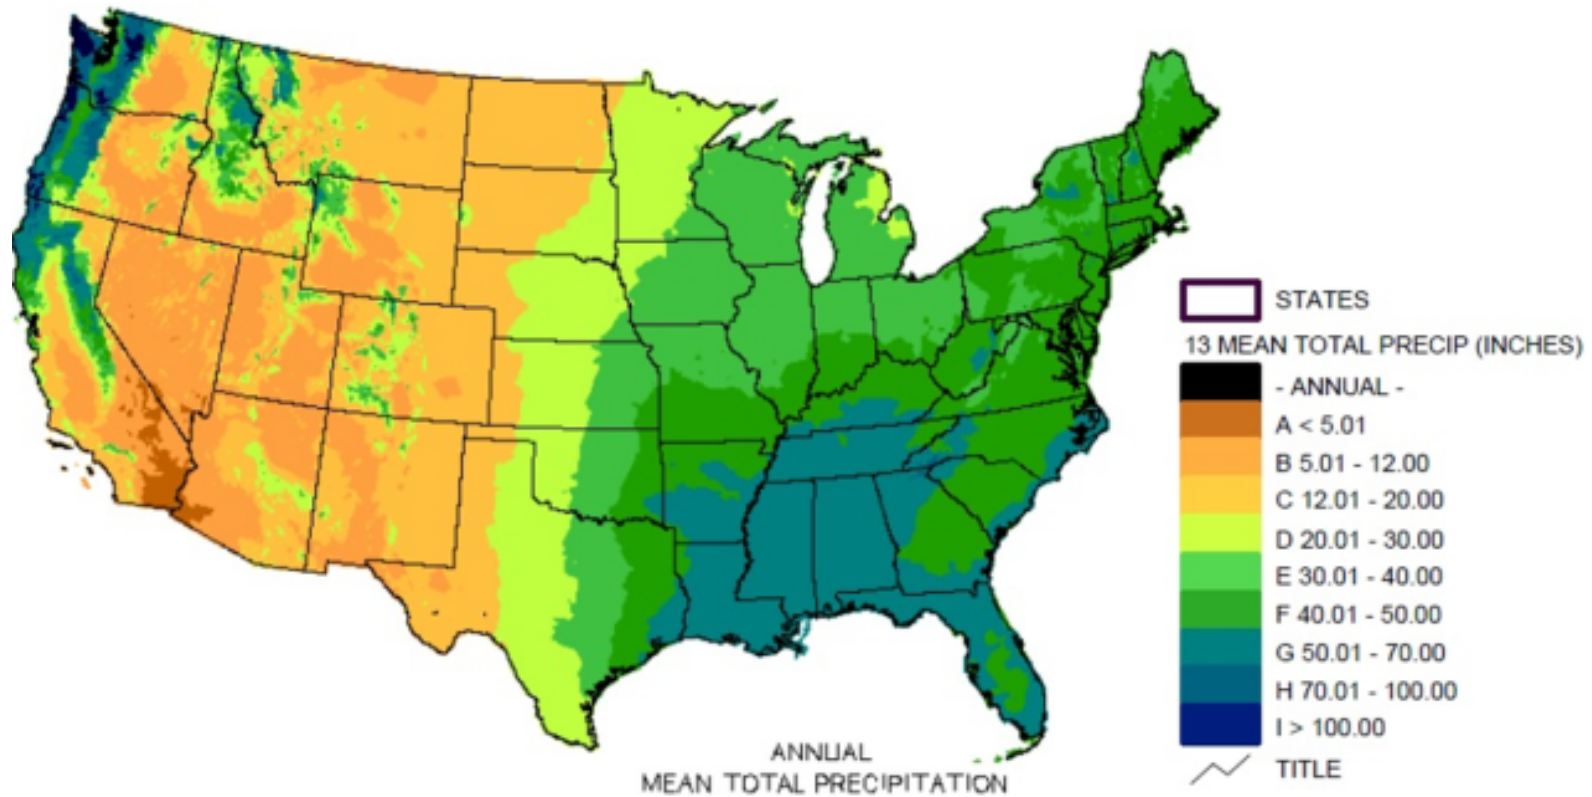 STATES
13 MEAN TOTAL PRECIP (INCHES)
- ANNUAL -
A < 5.01
B 5.01 - 12.00
C 12.01 - 20.00
D 20.01 - 30.00
E 30.01 - 40.00
F 40.01 - 50.00
G 50.01 - 70.00
H 70.01 - 100.00
I > 100.00
TITLE
ANNUAL
MEAN TOTAL PRECIPITATION